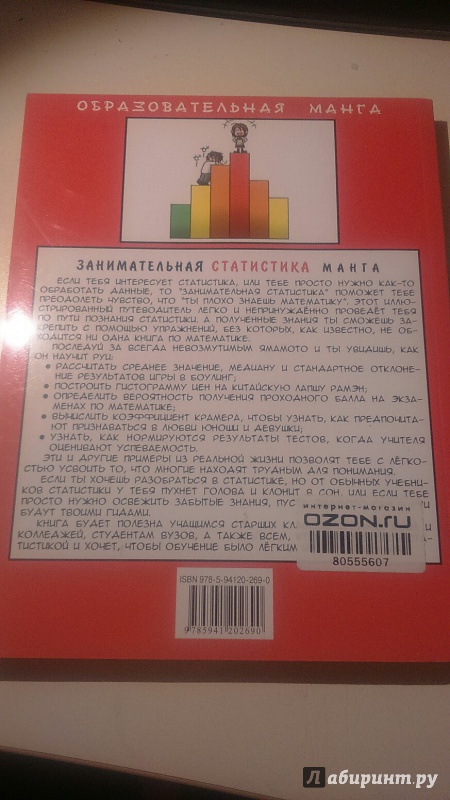 ОБРАЗОВАТЕЛЬНАЯ МАНГА
ЗАНИМАТЕЛЬНАЯ СТАТИСТИКА МАНГА
ЕСЛИ ТЕБЯ ИНТЕРЕСУЕТ СТАТИСТИКА, ИЛИ ТЕБЕ ПРОСТО НУЖНО КАК-ТО
ОБРАБОТАТЬ ДАННЫЕ, ТО "ЗАНИМАТЕЛЬНАЯ СТАТИСТИКА" ПОМОЖЕТ ТЕБЕ
ПРЕОДОЛЕТЬ ЧУВСТВО, ЧТО "ТЫ ПЛОХО ЗНАЕШЬ МАТЕМАТИКУ". ЭТОТ ИЛЛЮ-
СТРИРОВАННЫЙ ПУТЕВОДИТЕЛЬ ЛЕГКО И НЕПРИНУЖДЁННО ПРОВЕДЁТ ТЕБЯ
ПО ПУТИ ПОЗНАНИЯ СТАТИСТИКИ, А ПОЛУЧЕННЫЕ ЗНАНИЯ ТЫ СМОЖЕШЬ ЗА-
КРЕПИТЬ С ПОМОЩЬЮ УПРАЖНЕНИЙ, БЕЗ КОТОРЫХ, КАК ИЗВЕСТНО, НЕ ОБ-
ХОДИТСЯ НИ ОДНА КНИГА ПО МАТЕМАТИКЕ.
ПОСЛЕДУЙ ЗА ВСЕГДА НЕВОЗМУТИМЫМ ЯМАМОТО И ТЫ УВИДИШЬ, КАК
ОН НАУЧИТ РУИ:
● РАССЧИТАТЬ СРЕДНЕЕ ЗНАЧЕНИЕ, МЕДИАНУ И СТАНДАРТНОЕ ОТКЛОНЕ-
НИЕ РЕЗУЛЬТАТОВ ИГРЫ В БОУЛИНГ;
● ПОСТРОИТЬ ГИСТОГРАММУ ЦЕН НА КИТАЙСКУЮ ЛАПШУ РАМЭН;
● ОПРЕДЕЛИТЬ ВЕРОЯТНОСТЬ ПОЛУЧЕНИЯ ПРОХОДНОГО БАЛЛА НА ЭКЗА-
МЕНАХ ПО МАТЕМАТИКЕ;
● ВЫЧИСЛИТЬ КОЭФФИЦИЕНТ КРАМЕРА, ЧТОБЫ УЗНАТЬ, КАК ПРЕДПОЧИТА-
ЮТ ПРИЗНАВАТЬСЯ В ЛЮБВИ ЮНОШИ И ДЕВУШКИ;
● УЗНАТЬ, КАК НОРМИРУЮТСЯ РЕЗУЛЬТАТЫ ТЕСТОВ, КОГДА УЧИТЕЛЯ
ОЦЕНИВАЮТ УСПЕВАЕМОСТЬ.
ЭТИ И ДРУГИЕ ПРИМЕРЫ ИЗ РЕАЛЬНОЙ ЖИЗНИ ПОЗВОЛЯТ ТЕБЕ С ЛЁГКО-
СТЬЮ УСВОИТЬ ТО, ЧТО МНОГИЕ НАХОДЯТ ТРУДНЫМ ДЛЯ ПОНИМАНИЯ.
ЕСЛИ ТЫ ХОЧЕШЬ РАЗОБРАТЬСЯ В СТАТИСТИКЕ, НО ОТ ОБЫЧНЫХ УЧЕБНИ-
КОВ СТАТИСТИКИ У ТЕБЯ ПУХНЕТ ГОЛОВА И КЛОНИТ В СОН, ИЛИ ЕСЛИ ТЕБЕ
ПРОСТО НУЖНО ОСВЕЖИТЬ ЗАБЫТЫЕ ЗНАНИЯ, ПУС
БУДУТ ТВОИМИ ГИДАМИ.
КНИГА БУДЕТ ПОЛЕЗНА УЧАЩИМСЯ СТАРШИХ КЛ И
КОЛЛЕДЖЕЙ, СТУДЕНТАМ ВУЗОВ, А ТАКЖЕ ВСЕМ,
ТИСТИКОЙ И ХОЧЕТ, ЧТОБЫ ОБУЧЕНИЕ БЫЛО ЛЁГКИМ
интернет-магазин
OZON.ru
80555607
ISBN 978-5-94120-269-0
9785941202690
Лабиринт.ру